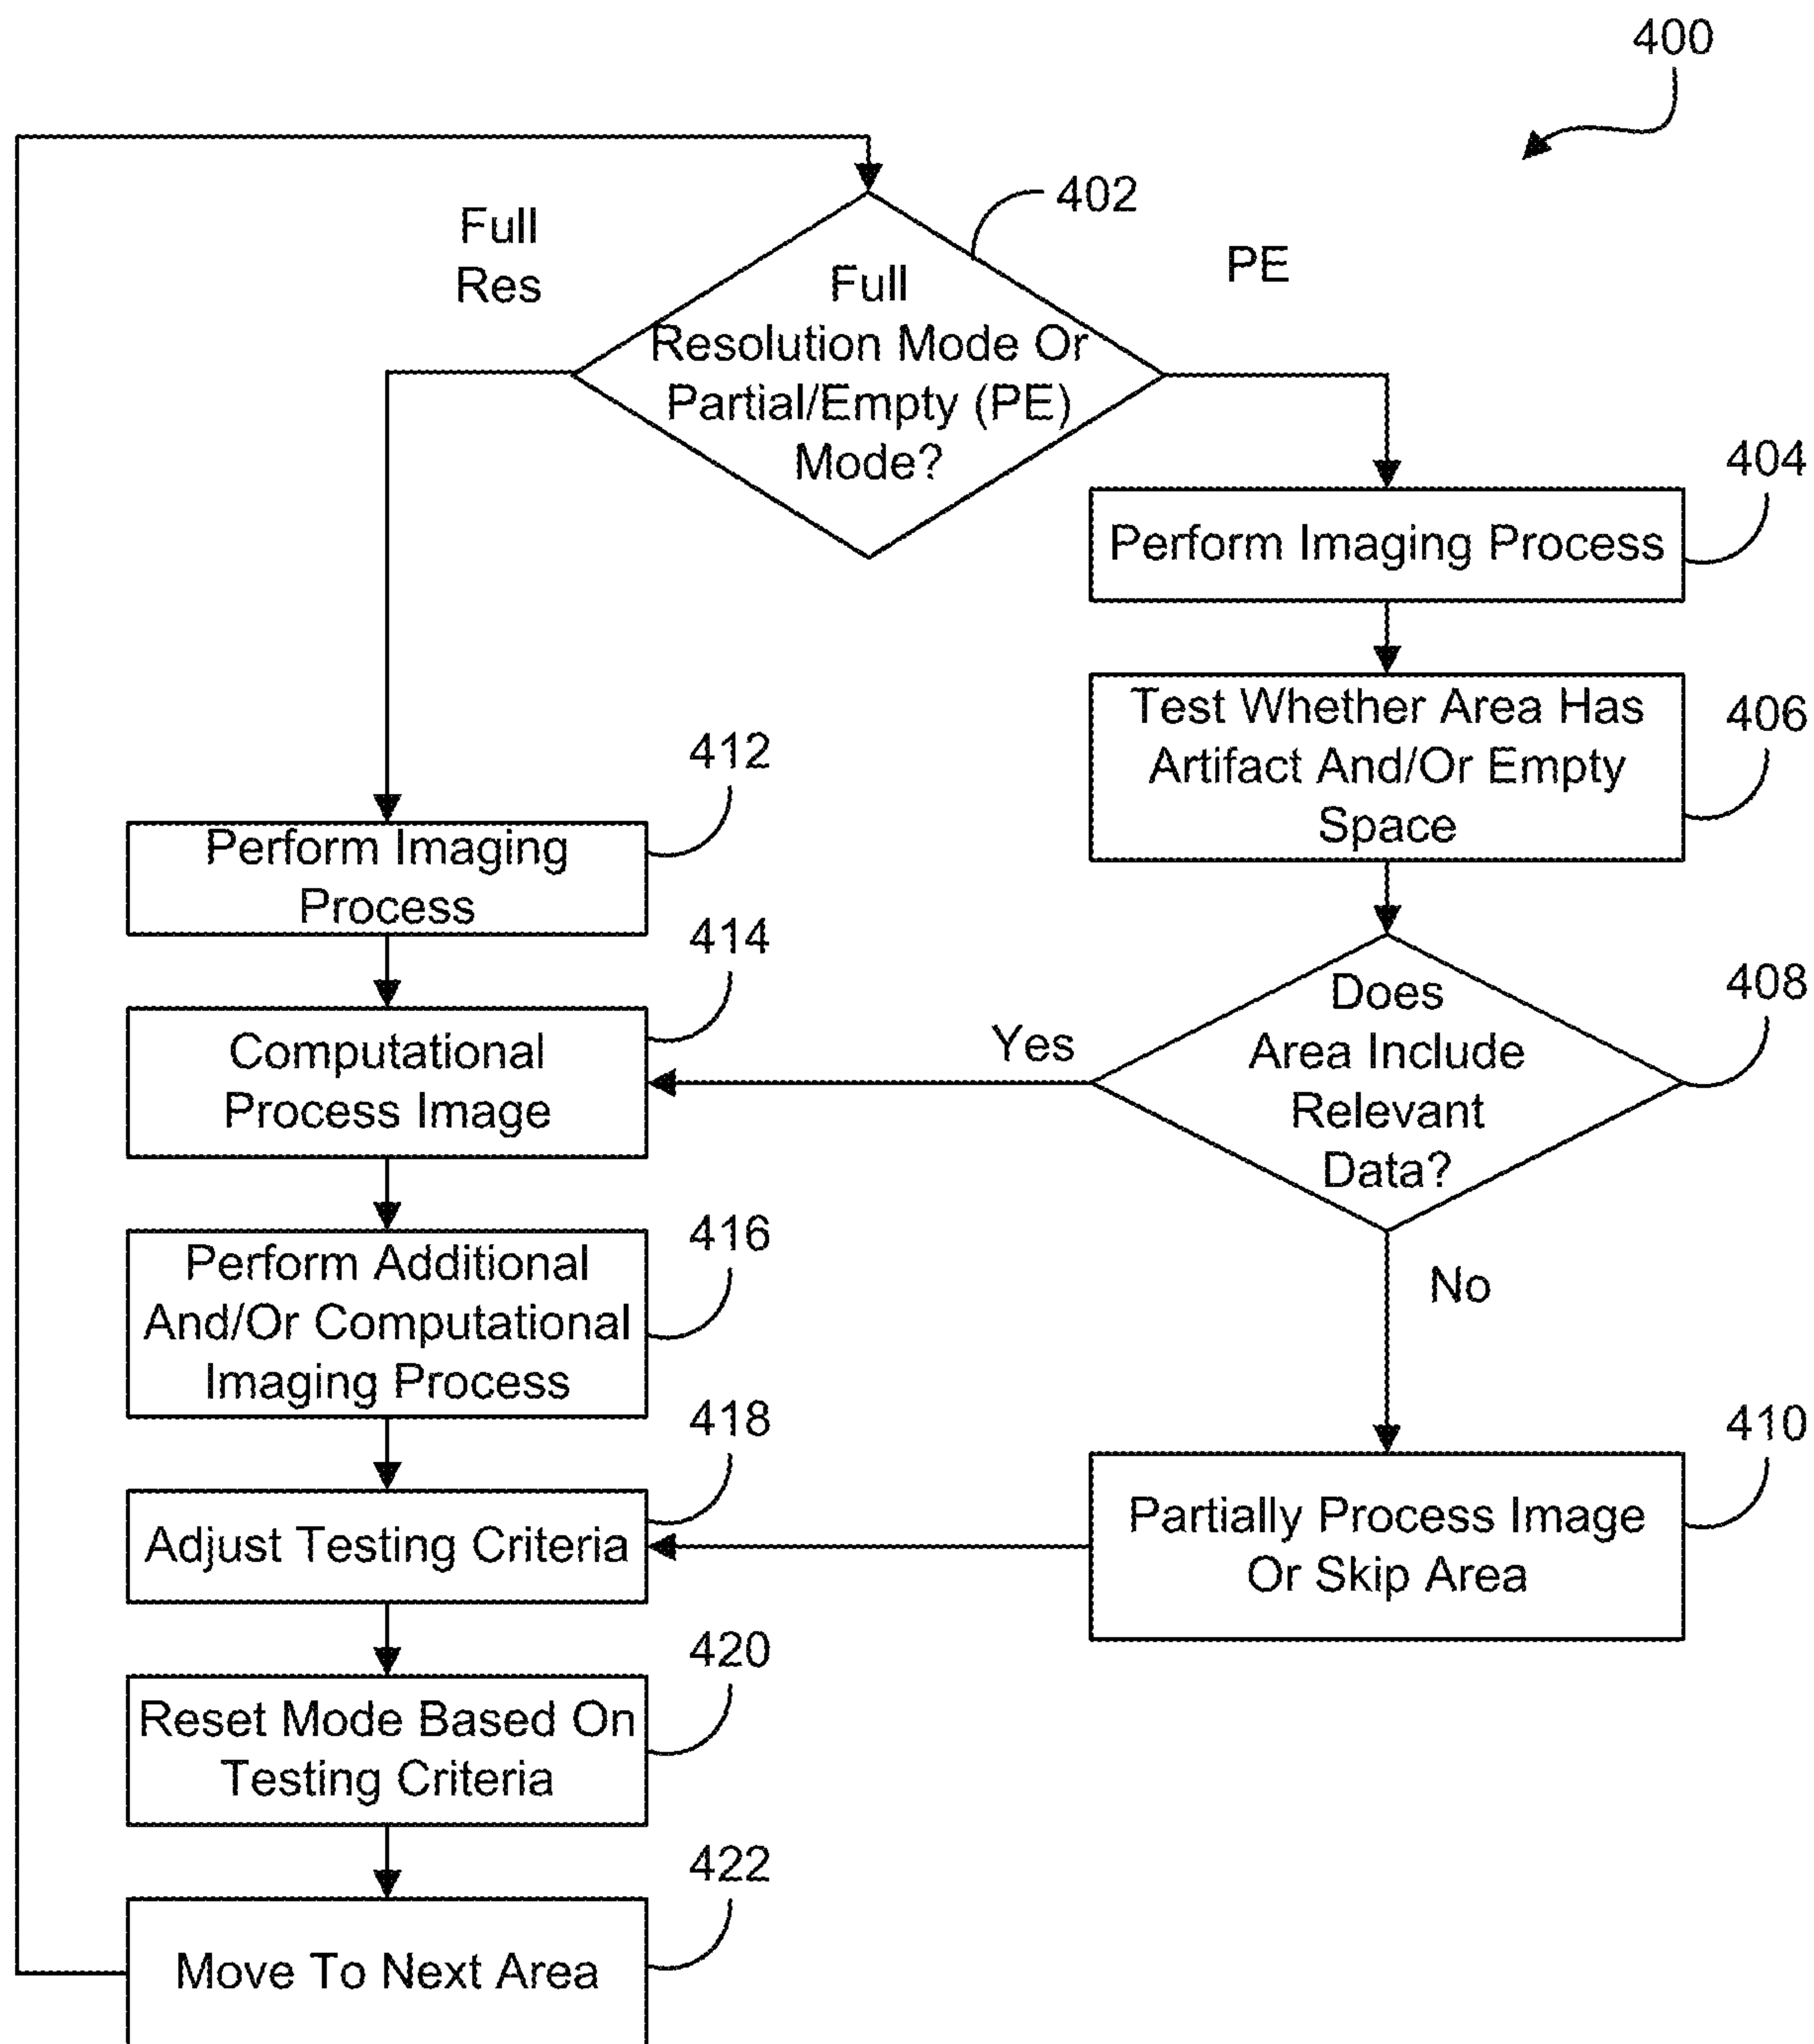 400
402
Full
Res
PE
Full
Resolution Mode Or
Partial/Empty (PE)
Mode?
404
Perform Imaging Process
406
Test Whether Area Has
Artifact And/Or Empty
Space
412
Perform Imaging
Process
408
Does
Area Include
Relevant
Data?
Yes
No
414
Computational
Process Image
416
Perform Additional
And/Or Computational
Imaging Process
410
Partially Process Image
Or Skip Area
418
Adjust Testing Criteria
420
Reset Mode Based On
Testing Criteria
422
Move To Next Area